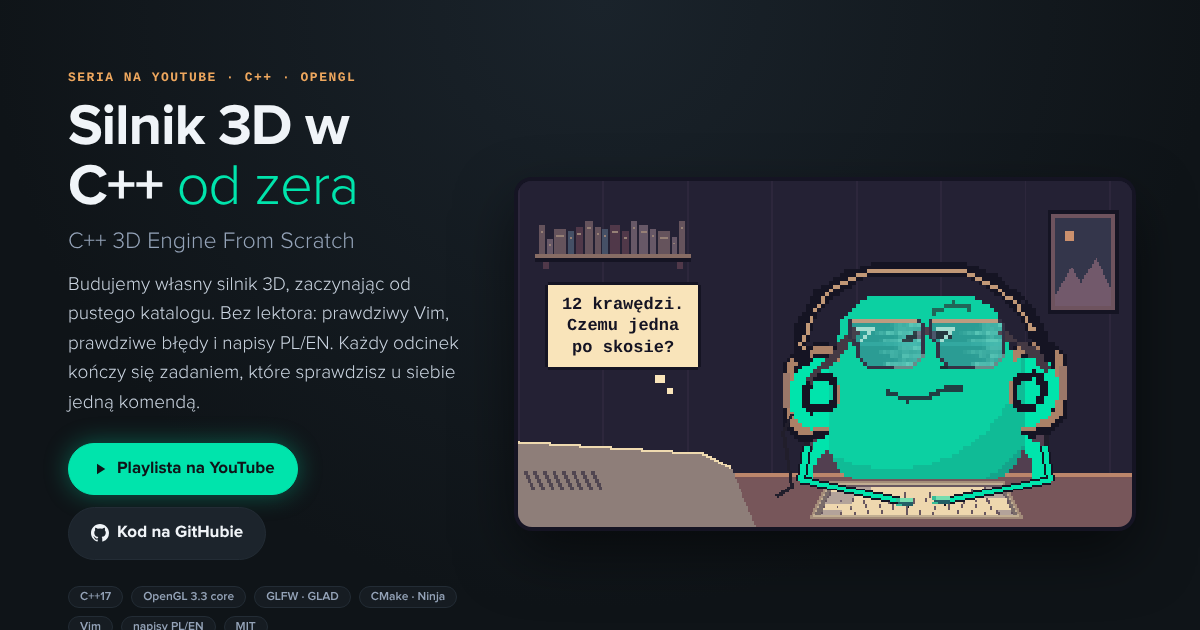 SERIA NA YOUTUBE · C++ · OPENGL
Silnik 3D w
C++ od zera
C++ 3D Engine From Scratch
Budujemy własny silnik 3D, zaczynając od
pustego katalogu. Bez lektora: prawdziwy Vim,
prawdziwe błędy i napisy PL/EN. Każdy odcinek
kończy się zadaniem, które sprawdzisz u siebie
jedną komendą.
Playlista na YouTube
Kod na GitHubie
C++17 OpenGL 3.3 core GLFW · GLAD CMake · Ninja
Vim napisy PL/EN MIT
12 krawędzi.
Czemu jedna
po skosie?